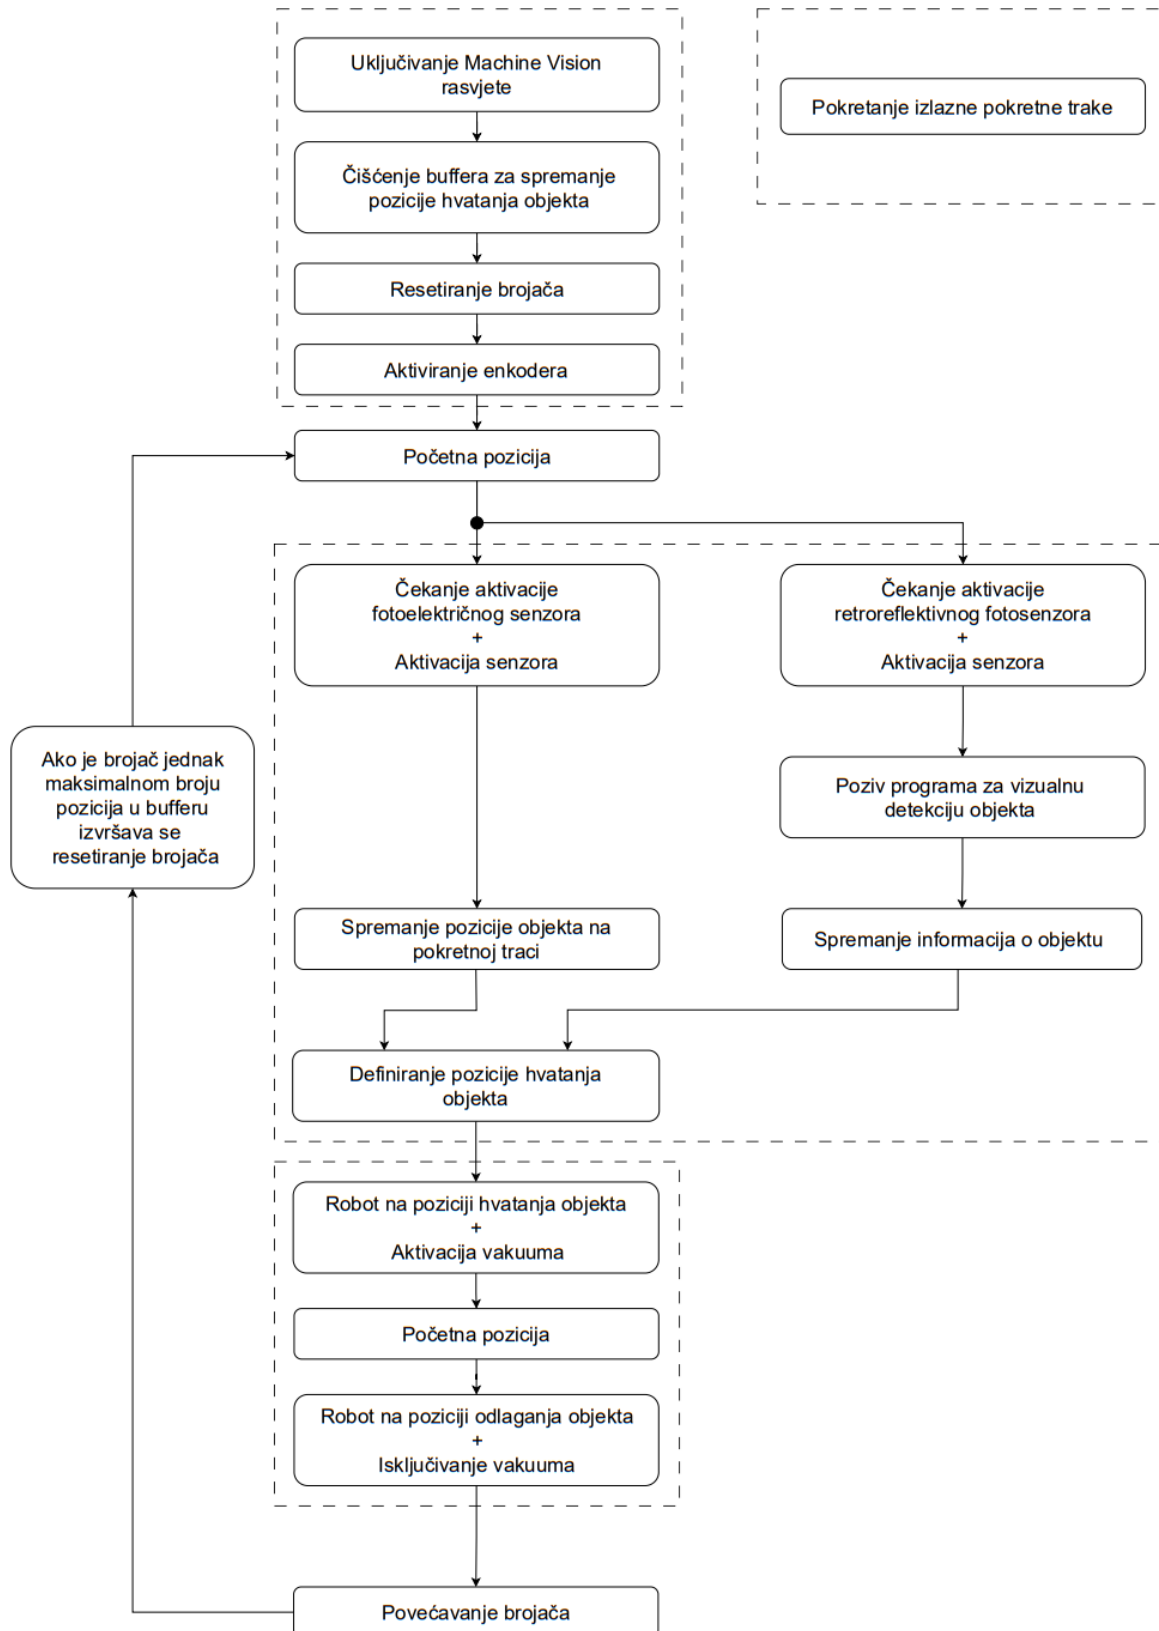 Uključivanje Machine Vision
rasvjete
Pokretanje izlazne pokretne trake
Čišćenje buffera za spremanje
pozicije hvatanja objekta
Resetiranje brojača
Aktiviranje enkodera
Početna pozicija
Čekanje aktivacije
fotoelektričnog senzora
+
Aktivacija senzora
Čekanje aktivacije
retroreflektivnog fotosenzora
+
Aktivacija senzora
Ako je brojač jednak
maksimalnom broju
pozicija u bufferu
izvršava se
resetiranje brojača
Poziv programa za vizualnu
detekciju objekta
Spremanje pozicije objekta na
pokretnoj traci
Spremanje informacija o objektu
Definiranje pozicije hvatanja
objekta
Robot na poziciji hvatanja objekta
+
Aktivacija vakuuma
Početna pozicija
Robot na poziciji odlaganja objekta
+
Isključivanje vakuuma
Povećavanje brojača